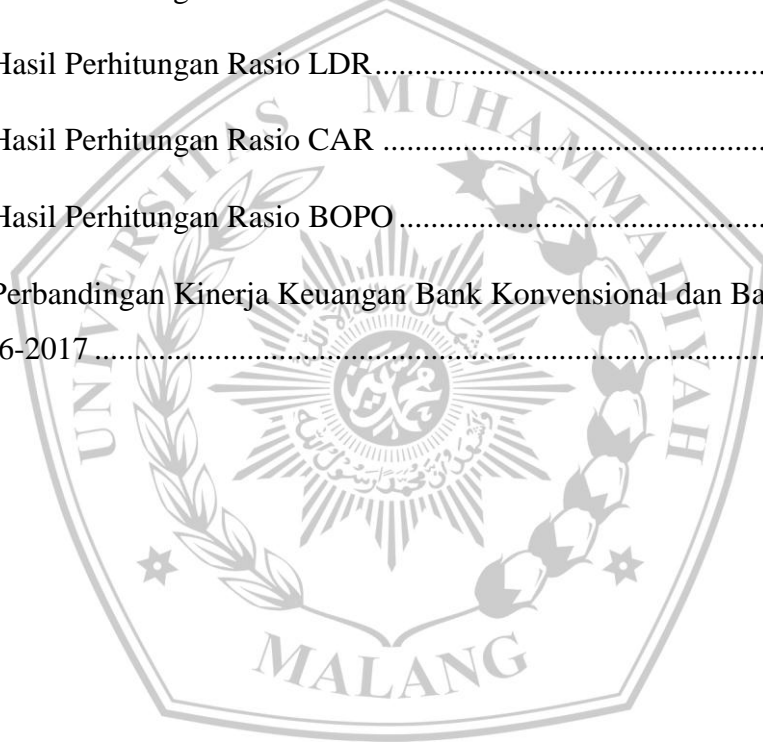 Hasil Perhitungan Rasio LDR
Hasil Perhitungan Rasio CAR
Hasil Perhitungan Rasio BOPO
Perbandingan Kinerja Keuangan Bank Konvensional dan Ba
6-2017
UNIVERSITAS MUHAMMADIYAH
MALANG